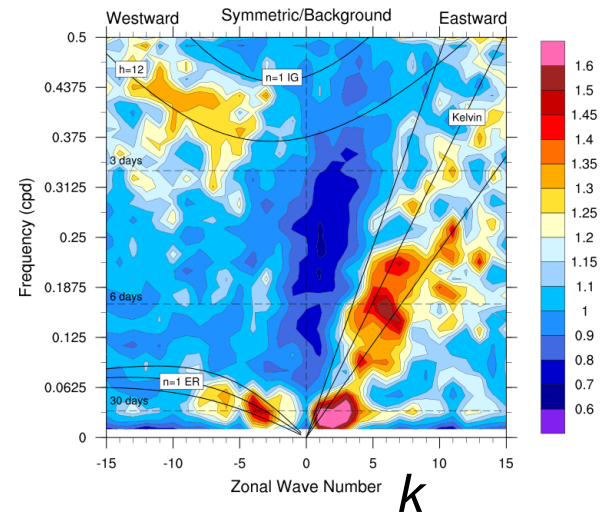 Westward Symmetric/Background Eastward
0.5
0.4375
0.375
0.3125
0.25
0.1875
0.125
0.0625
0
Frequency (cpd)
h=12
n=1 IG
Kelvin
3 days
6 days
n=1 ER
30 days
-15 -10 -5 0 5 10 15
Zonal Wave Number
k
1.6
1.5
1.45
1.4
1.35
1.3
1.25
1.2
1.15
1.1
1
0.9
0.8
0.7
0.6